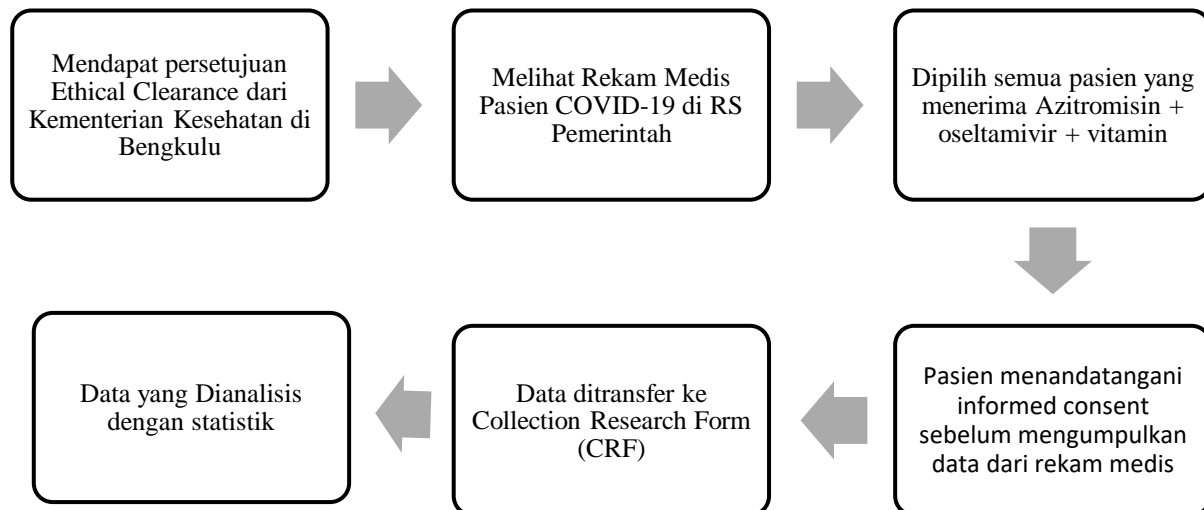 Mendapat persetujuan
Ethical Clearance dari
Kementerian Kesehatan di
Bengkulu
Melihat Rekam Medis
Pasien COVID-19 di RS
Pemerintah
Dipilih semua pasien yang
menerima Azitromisin +
oseltamivir + vitamin
Pasien menandatangani
informed consent
sebelum mengumpulkan
data dari rekam medis
Data ditransfer ke
Collection Research Form
(CRF)
Data yang Dianalisis
dengan statistik